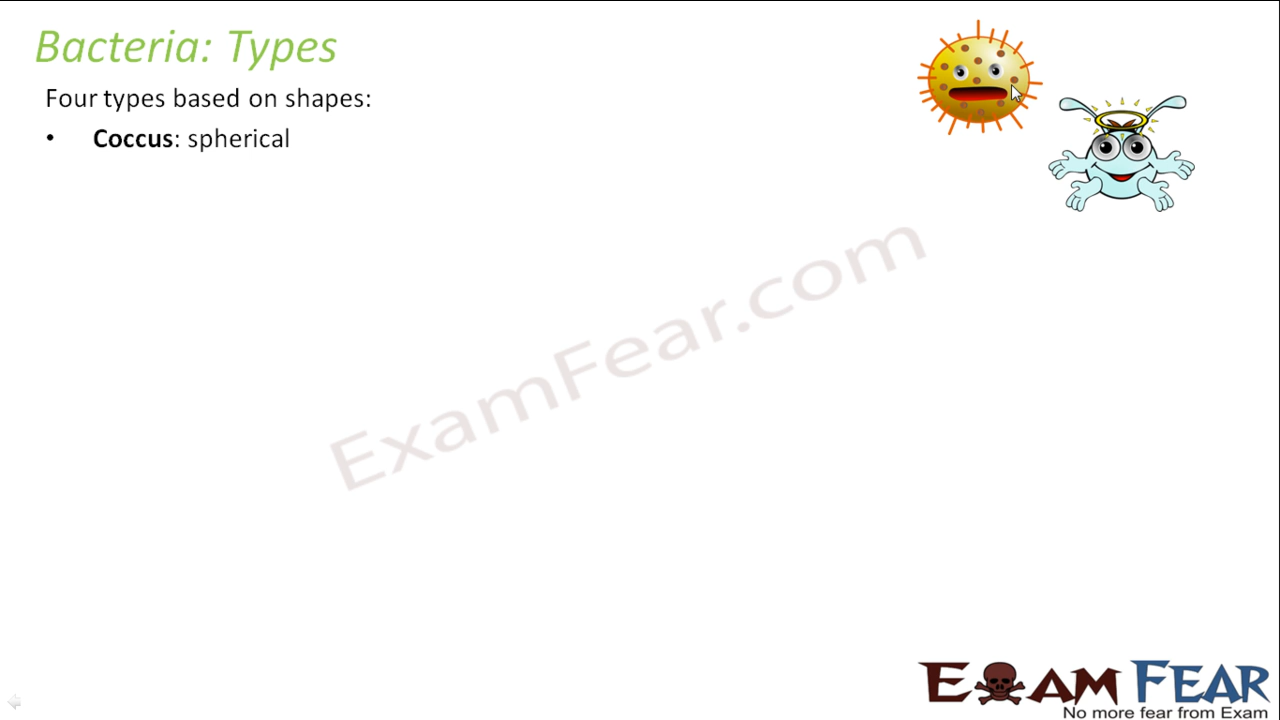 Bacteria: Types
Four types based on shapes:
• Coccus: spherical
ExamFear.com
EXAM FEAR
No more fear from Exam